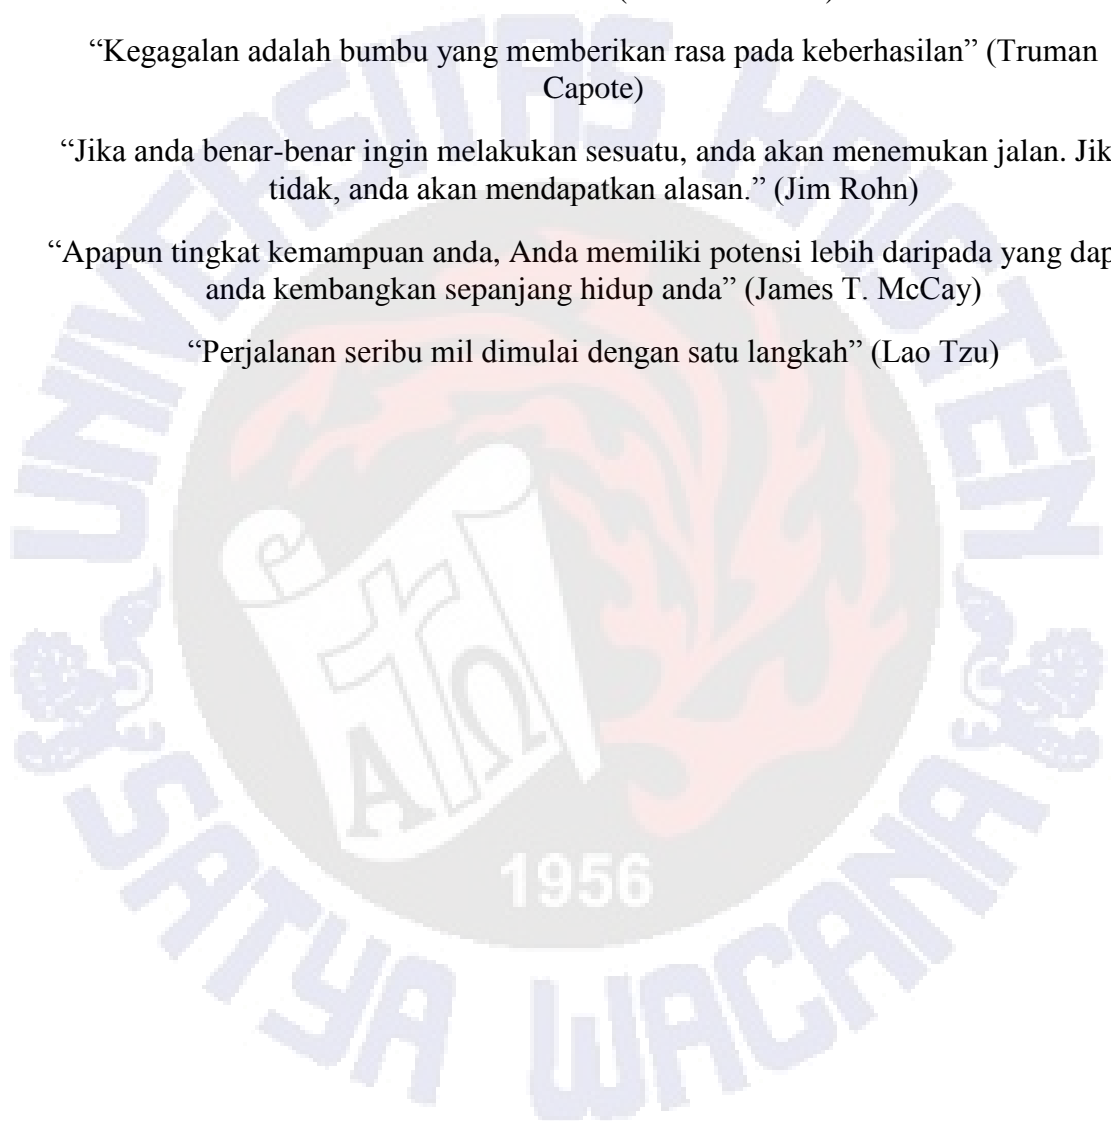 “Kegagalan adalah bumbu yang memberikan rasa pada keberhasilan” (Truman
Capote)
“Jika anda benar-benar ingin melakukan sesuatu, anda akan menemukan jalan. Jik
tidak, anda akan mendapatkan alasan.” (Jim Rohn)
“Apapun tingkat kemampuan anda, Anda memiliki potensi lebih daripada yang dap
anda kembangkan sepanjang hidup anda” (James T. McCay)
“Perjalanan seribu mil dimulai dengan satu langkah” (Lao Tzu)
UNIVERSITAS KRISTEN
SATYA WACANA
A Ω
1956